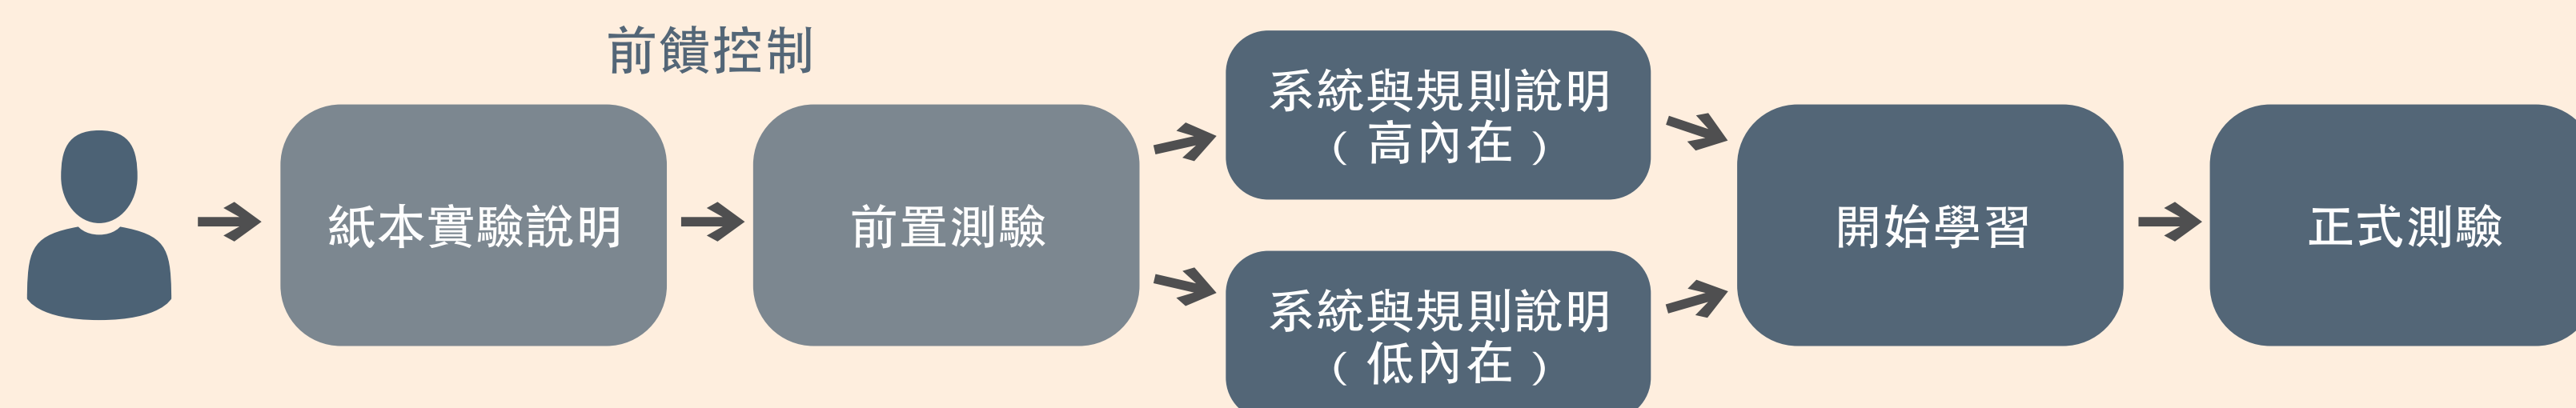 前饋控制
紙本實驗說明
前置測驗
系統與規則說明
（高內在）
系統與規則說明
（低內在）
開始學習
正式測驗